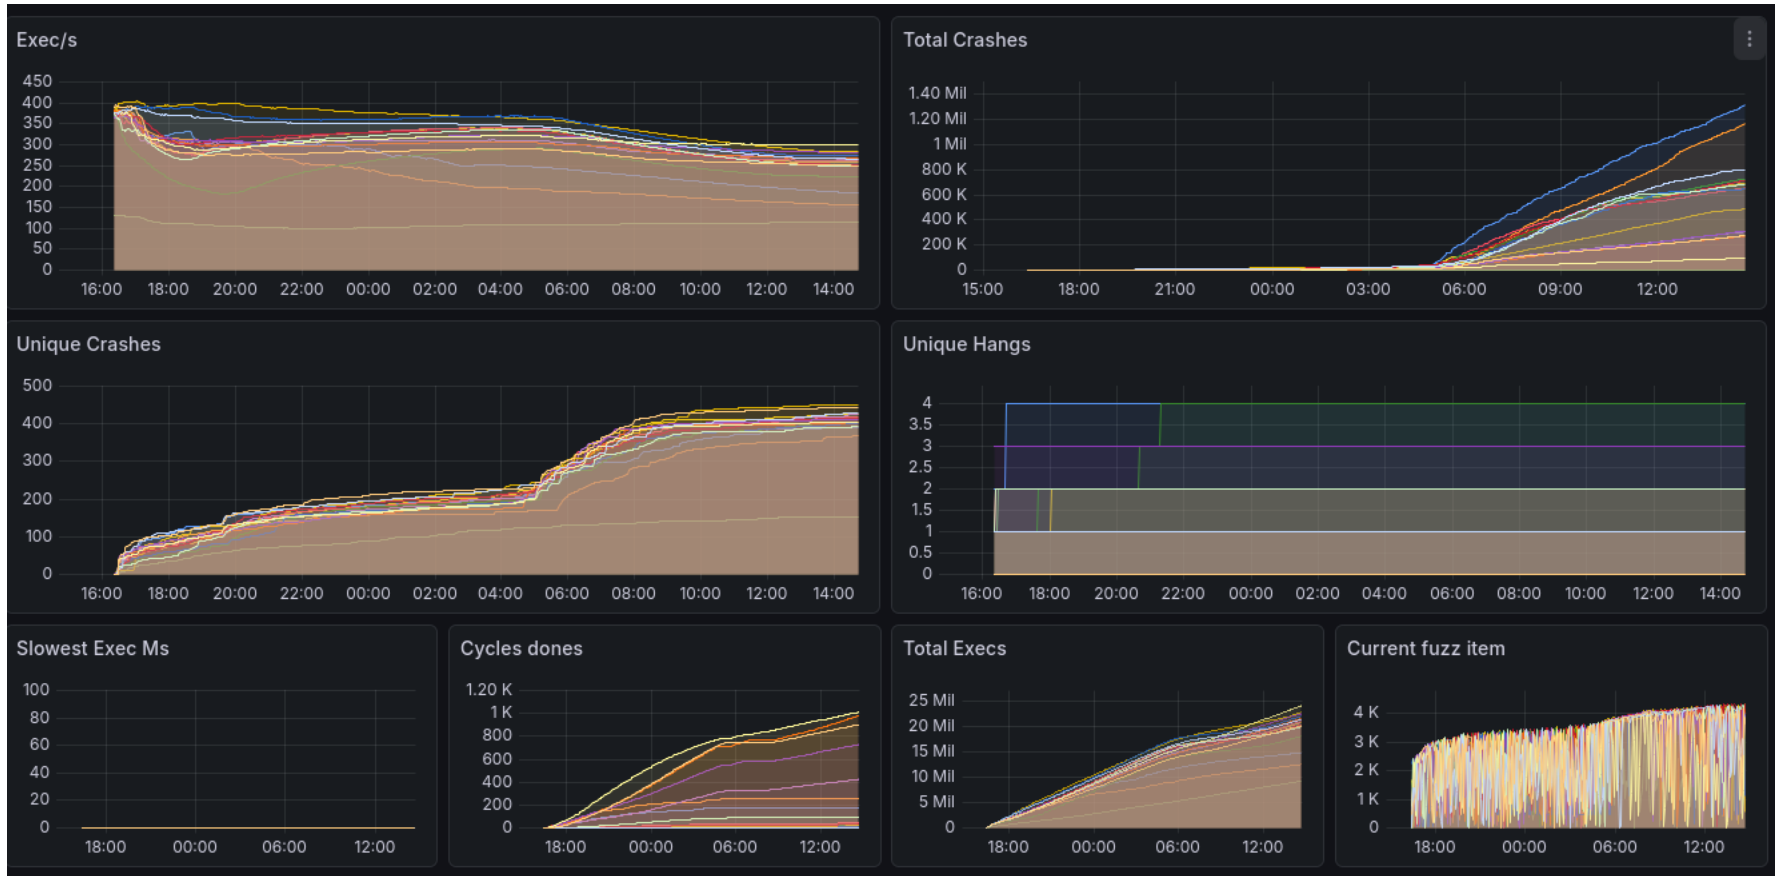 Exec/s
450
400
350
300
250
200
150
100
50
0
16:00 18:00 20:00 22:00 00:00 02:00 04:00 06:00 08:00 10:00 12:00 14:00
Total Crashes
1.40 Mil
1.20 Mil
1 Mil
800 K
600 K
400 K
200 K
0
15:00 18:00 21:00 00:00 03:00 06:00 09:00 12:00
Unique Crashes
500
400
300
200
100
0
16:00 18:00 20:00 22:00 00:00 02:00 04:00 06:00 08:00 10:00 12:00 14:00
Unique Hangs
4
3.5
3
2.5
2
1.5
1
0.5
0
16:00 18:00 20:00 22:00 00:00 02:00 04:00 06:00 08:00 10:00 12:00 14:00
Slowest Exec Ms
100
80
60
40
20
0
18:00 00:00 06:00 12:00
Cycles dones
1.20 K
1 K
800
600
400
200
0
18:00 00:00 06:00 12:00
Total Execs
25 Mil
20 Mil
15 Mil
10 Mil
5 Mil
0
18:00 00:00 06:00 12:00
Current fuzz item
4 K
3 K
2 K
1 K
0
18:00 00:00 06:00 12:00